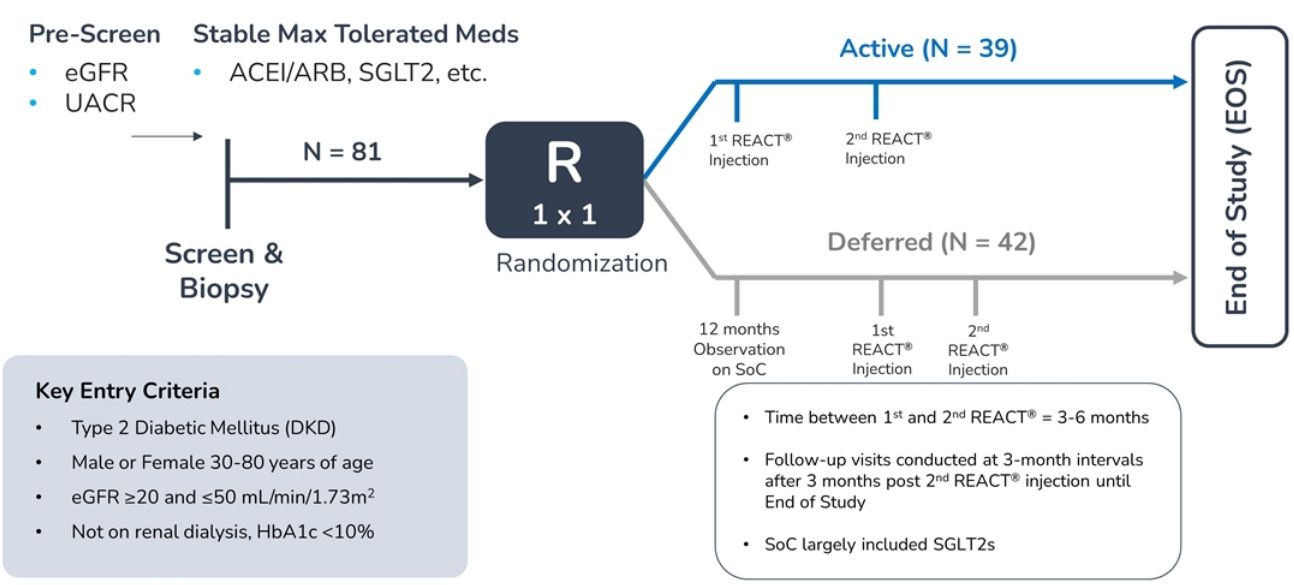 Pre-Screen
• eGFR
• UACR
Stable Max Tolerated Meds
• ACEI/ARB, SGLT2, etc.
N = 81
Screen &
Biopsy
R
1 x 1
Randomization
Active (N = 39)
1st REACT®
Injection
2nd REACT®
Injection
Deferred (N = 42)
12 months
Observation
on SoC
1st
REACT®
Injection
2nd
REACT®
Injection
End of Study (EOS)
Key Entry Criteria
• Type 2 Diabetic Mellitus (DKD)
• Male or Female 30-80 years of age
• eGFR ≥20 and ≤50 mL/min/1.73m²
• Not on renal dialysis, HbA1c <10%
• Time between 1st and 2nd REACT® = 3-6 months
• Follow-up visits conducted at 3-month intervals
after 3 months post 2nd REACT® injection until
End of Study
• SoC largely included SGLT2s